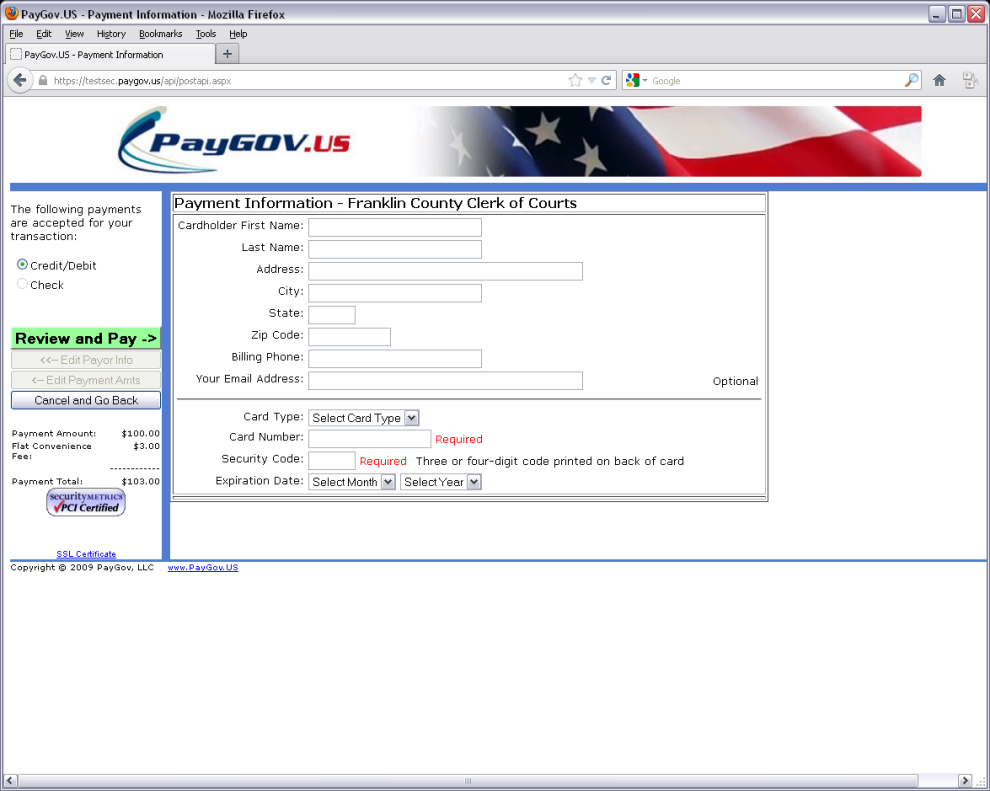 PayGov.US - Payment Information - Mozilla Firefox
File Edit View History Bookmarks Tools Help
PayGov.US - Payment Information
https://testsec.paygov.us/api/postapi.aspx
Google
PayGOV.US
The following payments
are accepted for your
transaction:
Credit/Debit
Check
Review and Pay ->
<<-- Edit Payor Info
<-- Edit Payment Amts
Cancel and Go Back
Payment Amount: $100.00
Flat Convenience $3.00
Fee:
------------
Payment Total: $103.00
securityMETRICS
PCI Certified
SSL Certificate
Payment Information - Franklin County Clerk of Courts
Cardholder First Name:
Last Name:
Address:
City:
State:
Zip Code:
Billing Phone:
Your Email Address: Optional
Card Type: Select Card Type
Card Number: Required
Security Code: Required Three or four-digit code printed on back of card
Expiration Date: Select Month Select Year
Copyright © 2009 PayGov, LLC www.PayGov.US